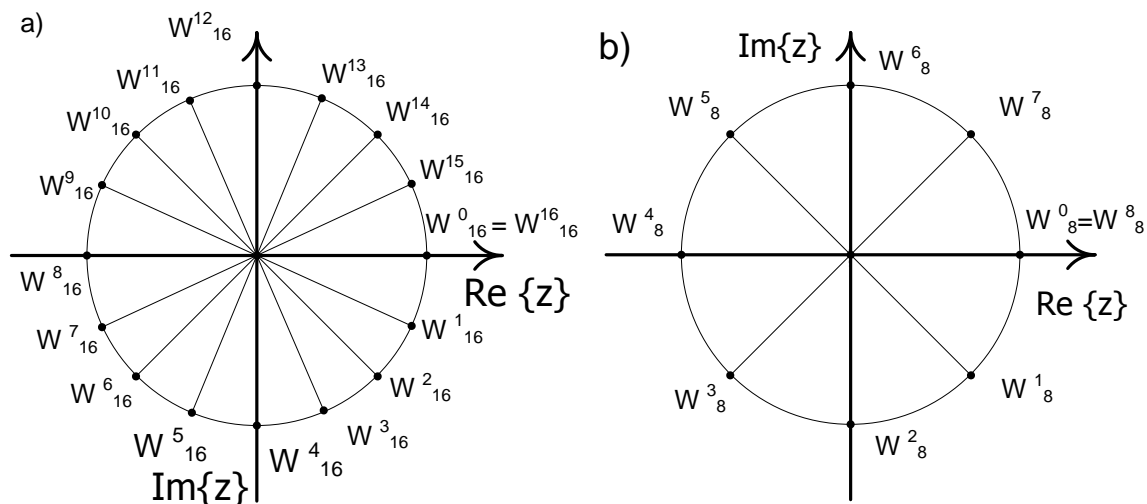 a)
W¹²₁₆
W¹¹₁₆
W¹³₁₆
W¹⁰₁₆
W¹⁴₁₆
W⁹₁₆
W¹⁵₁₆
W⁰₁₆ = W¹⁶₁₆
W⁸₁₆
Re {z}
W⁷₁₆
W¹₁₆
W⁶₁₆
W²₁₆
W⁵₁₆
W³₁₆
W⁴₁₆
Im{z}
b)
Im{z}
W⁶₈
W⁵₈
W⁷₈
W⁴₈
W⁰₈=W⁸₈
Re {z}
W³₈
W¹₈
W²₈